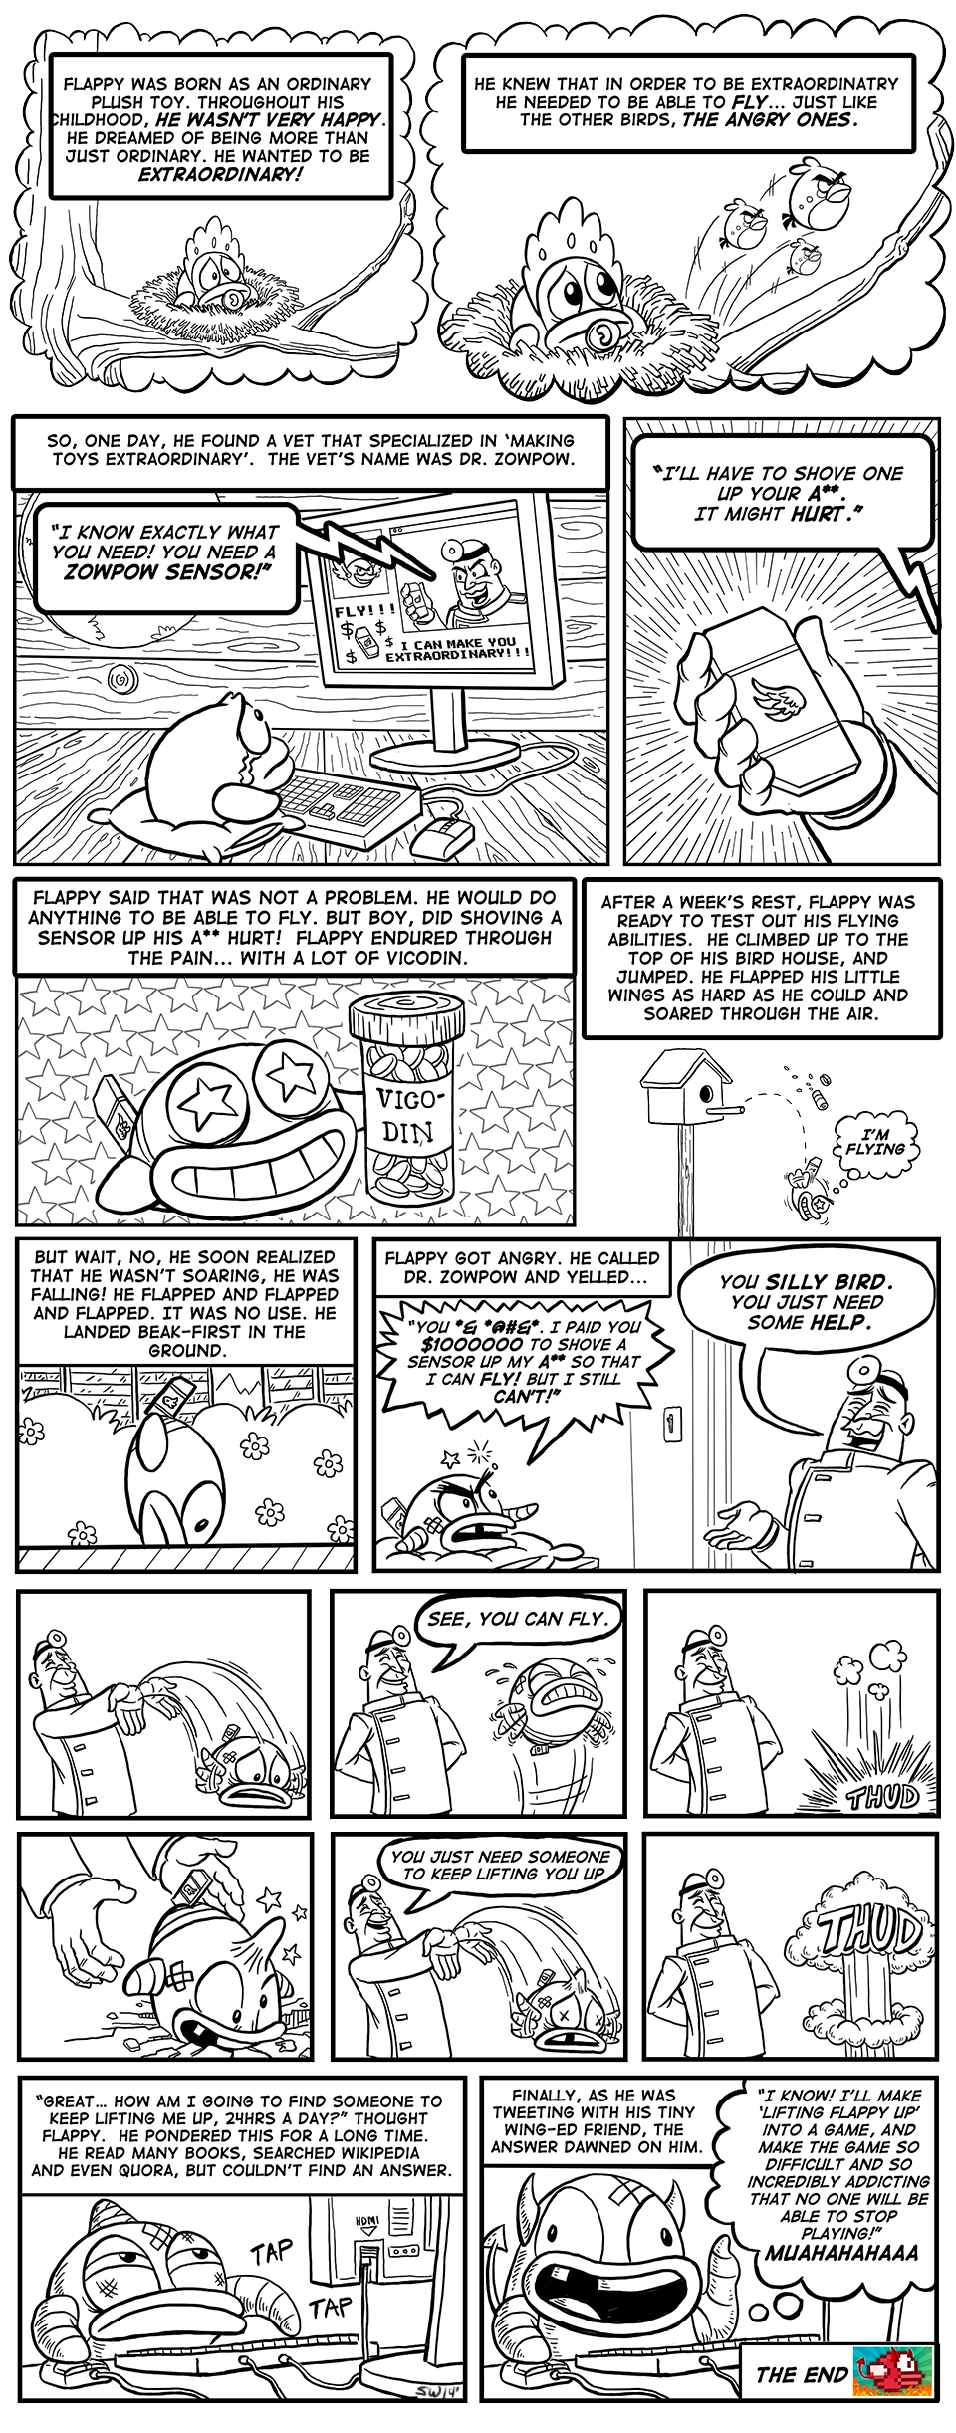 FLAPPY WAS BORN AS AN ORDINARY
PLUSH TOY. THROUGHOUT HIS
CHILDHOOD, HE WASN'T VERY HAPPY.
HE DREAMED OF BEING MORE THAN
JUST ORDINARY. HE WANTED TO BE
EXTRAORDINARY!
HE KNEW THAT IN ORDER TO BE EXTRAORDINATRY
HE NEEDED TO BE ABLE TO FLY... JUST LIKE
THE OTHER BIRDS, THE ANGRY ONES.
SO, ONE DAY, HE FOUND A VET THAT SPECIALIZED IN 'MAKING
TOYS EXTRAORDINARY'. THE VET'S NAME WAS DR. ZOWPOW.
"I KNOW EXACTLY WHAT
YOU NEED! YOU NEED A
ZOWPOW SENSOR!"
FLY!!!
$ $
$ $
I CAN MAKE YOU
EXTRAORDINARY!!!
"I'LL HAVE TO SHOVE ONE
UP YOUR A**.
IT MIGHT HURT."
FLAPPY SAID THAT WAS NOT A PROBLEM. HE WOULD DO
ANYTHING TO BE ABLE TO FLY. BUT BOY, DID SHOVING A
SENSOR UP HIS A** HURT! FLAPPY ENDURED THROUGH
THE PAIN... WITH A LOT OF VICODIN.
VIGO-
DIN
AFTER A WEEK'S REST, FLAPPY WAS
READY TO TEST OUT HIS FLYING
ABILITIES. HE CLIMBED UP TO THE
TOP OF HIS BIRD HOUSE, AND
JUMPED. HE FLAPPED HIS LITTLE
WINGS AS HARD AS HE COULD AND
SOARED THROUGH THE AIR.
I'M
FLYING
BUT WAIT, NO, HE SOON REALIZED
THAT HE WASN'T SOARING, HE WAS
FALLING! HE FLAPPED AND FLAPPED
AND FLAPPED. IT WAS NO USE. HE
LANDED BEAK-FIRST IN THE
GROUND.
FLAPPY GOT ANGRY. HE CALLED
DR. ZOWPOW AND YELLED...
"YOU *& *@#&*. I PAID YOU
$1000000 TO SHOVE A
SENSOR UP MY A** SO THAT
I CAN FLY! BUT I STILL
CAN'T!"
YOU SILLY BIRD.
YOU JUST NEED
SOME HELP.
SEE, YOU CAN FLY.
THUD
YOU JUST NEED SOMEONE
TO KEEP LIFTING YOU UP
THUD
"GREAT... HOW AM I GOING TO FIND SOMEONE TO
KEEP LIFTING ME UP, 24HRS A DAY?" THOUGHT
FLAPPY. HE PONDERED THIS FOR A LONG TIME.
HE READ MANY BOOKS, SEARCHED WIKIPEDIA
AND EVEN QUORA, BUT COULDN'T FIND AN ANSWER.
HDMI
TAP
TAP
SW14'
FINALLY, AS HE WAS
TWEETING WITH HIS TINY
WING-ED FRIEND, THE
ANSWER DAWNED ON HIM.
"I KNOW! I'LL MAKE
'LIFTING FLAPPY UP'
INTO A GAME, AND
MAKE THE GAME SO
DIFFICULT AND SO
INCREDIBLY ADDICTING
THAT NO ONE WILL BE
ABLE TO STOP
PLAYING!"
MUAHAHAHAAA
THE END